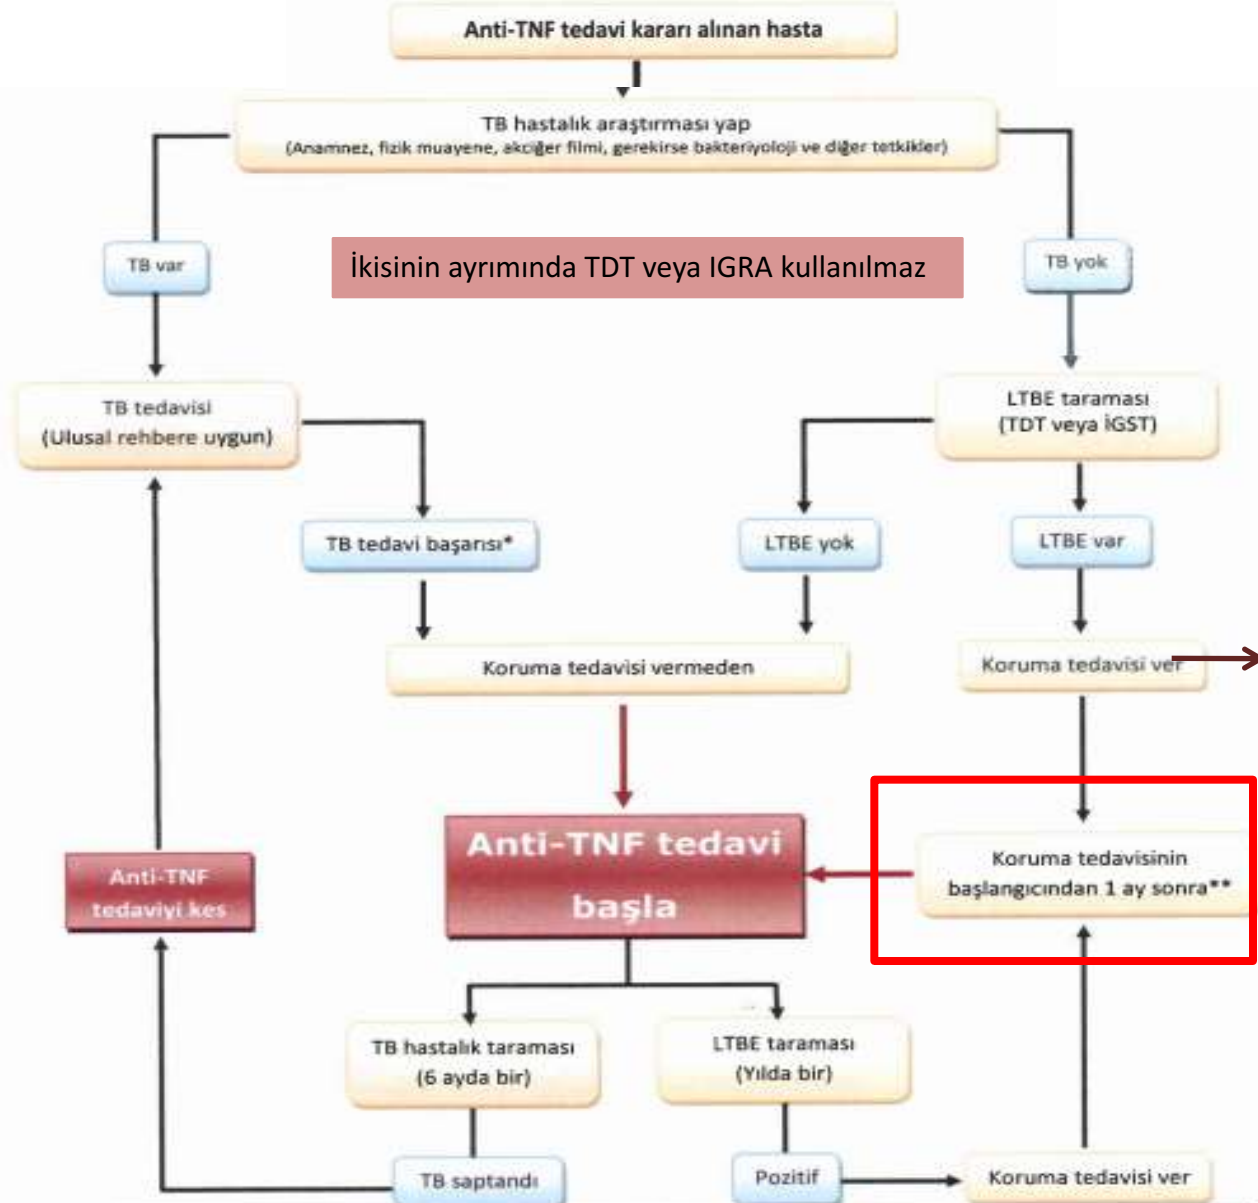 Anti-TNF tedavi kararı alınan hasta
TB hastalık araştırması yap
(Anamnez, fizik muayene, akciğer filmi, gerekirse bakteriyoloji ve diğer tetkikler)
TB var
İkisinin ayrımında TDT veya IGRA kullanılmaz
TB yok
TB tedavisi
(Ulusal rehbere uygun)
LTBE taraması
(TDT veya İGST)
TB tedavi başarısı*
LTBE yok
LTBE var
Koruma tedavisi vermeden
Koruma tedavisi ver
Anti-TNF tedavi
başla
Koruma tedavisinin
başlangıcından 1 ay sonra**
Anti-TNF
tedaviyi kes
TB hastalık taraması
(6 ayda bir)
LTBE taraması
(Yılda bir)
TB saptandı
Pozitif
Koruma tedavisi ver